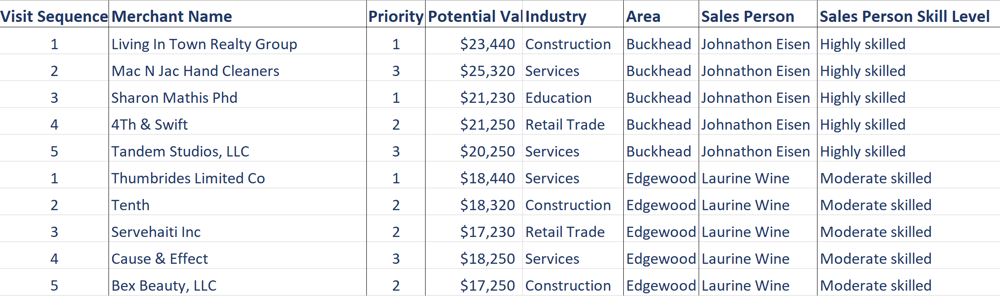 Visit Sequence Merchant Name Priority Potential Val Industry Area Sales Person Sales Person Skill Level
1 Living In Town Realty Group 1 $23,440 Construction Buckhead Johnathon Eisen Highly skilled
2 Mac N Jac Hand Cleaners 3 $25,320 Services Buckhead Johnathon Eisen Highly skilled
3 Sharon Mathis Phd 1 $21,230 Education Buckhead Johnathon Eisen Highly skilled
4 4Th & Swift 2 $21,250 Retail Trade Buckhead Johnathon Eisen Highly skilled
5 Tandem Studios, LLC 3 $20,250 Services Buckhead Johnathon Eisen Highly skilled
1 Thumbrides Limited Co 1 $18,440 Services Edgewood Laurine Wine Moderate skilled
2 Tenth 2 $18,320 Construction Edgewood Laurine Wine Moderate skilled
3 Servehaiti Inc 2 $17,230 Retail Trade Edgewood Laurine Wine Moderate skilled
4 Cause & Effect 3 $18,250 Services Edgewood Laurine Wine Moderate skilled
5 Bex Beauty, LLC 2 $17,250 Construction Edgewood Laurine Wine Moderate skilled